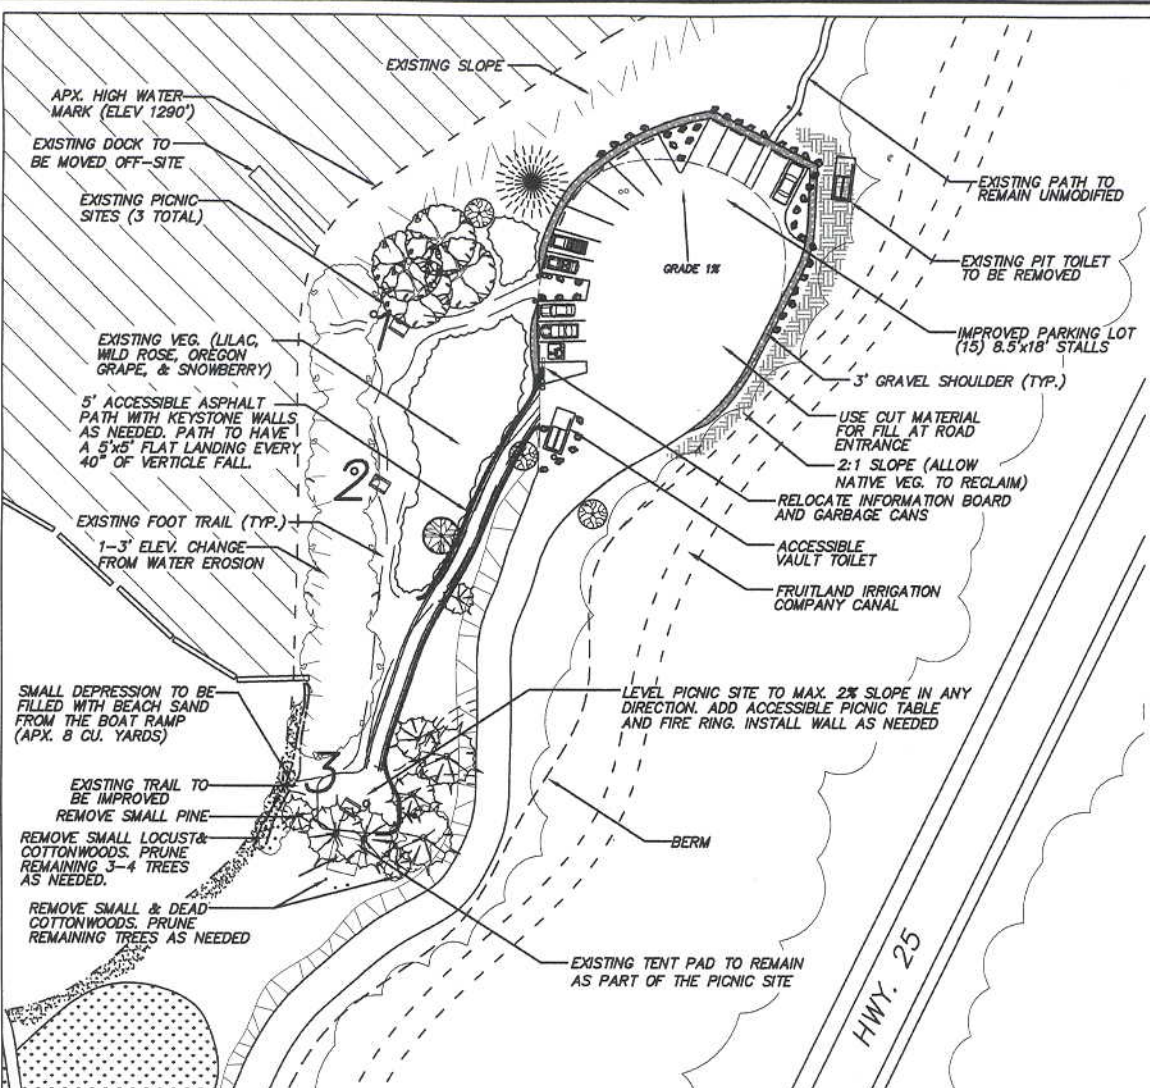 EXISTING SLOPE
APX. HIGH WATER
MARK (ELEV 1290')
EXISTING DOCK TO
BE MOVED OFF-SITE
EXISTING PICNIC
SITES (3 TOTAL)
EXISTING VEG. (LILAC,
WILD ROSE, OREGON
GRAPE, & SNOWBERRY)
5' ACCESSIBLE ASPHALT
PATH WITH KEYSTONE WALLS
AS NEEDED. PATH TO HAVE
A 5'x5' FLAT LANDING EVERY
40" OF VERTICLE FALL.
2
EXISTING FOOT TRAIL (TYP.)
1-3' ELEV. CHANGE
FROM WATER EROSION
SMALL DEPRESSION TO BE
FILLED WITH BEACH SAND
FROM THE BOAT RAMP
(APX. 8 CU. YARDS)
3
EXISTING TRAIL TO
BE IMPROVED
REMOVE SMALL PINE
REMOVE SMALL LOCUST&
COTTONWOODS. PRUNE
REMAINING 3-4 TREES
AS NEEDED.
REMOVE SMALL & DEAD
COTTONWOODS. PRUNE
REMAINING TREES AS NEEDED
GRADE 1%
EXISTING PATH TO
REMAIN UNMODIFIED
EXISTING PIT TOILET
TO BE REMOVED
IMPROVED PARKING LOT
(15) 8.5'x18' STALLS
3' GRAVEL SHOULDER (TYP.)
USE CUT MATERIAL
FOR FILL AT ROAD
ENTRANCE
2:1 SLOPE (ALLOW
NATIVE VEG. TO RECLAIM)
RELOCATE INFORMATION BOARD
AND GARBAGE CANS
ACCESSIBLE
VAULT TOILET
FRUITLAND IRRIGATION
COMPANY CANAL
LEVEL PICNIC SITE TO MAX. 2% SLOPE IN ANY
DIRECTION. ADD ACCESSIBLE PICNIC TABLE
AND FIRE RING. INSTALL WALL AS NEEDED
BERM
EXISTING TENT PAD TO REMAIN
AS PART OF THE PICNIC SITE
HWY. 25